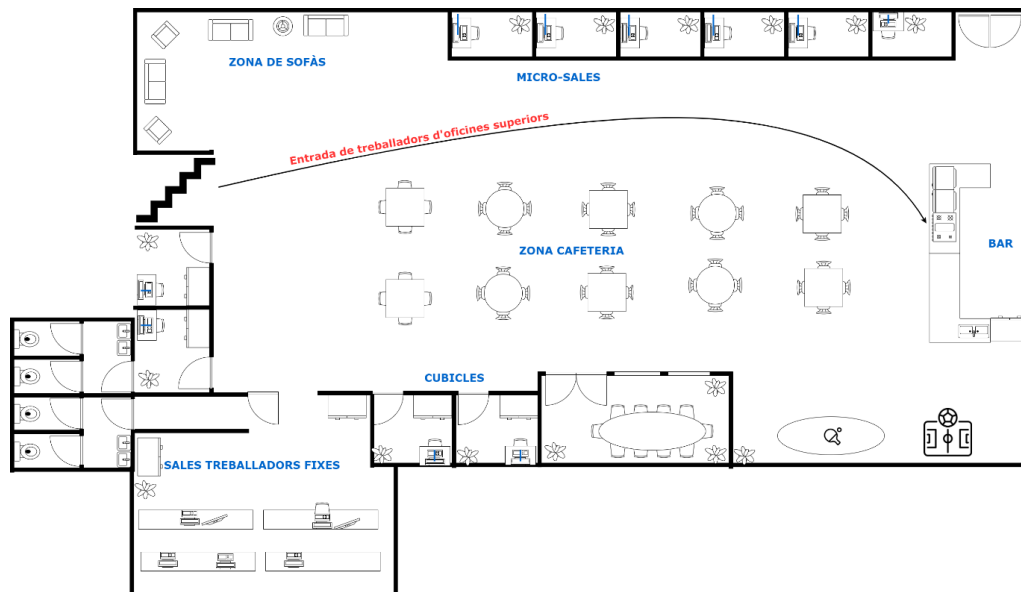 ZONA DE SOFÀS
MICRO-SALES
Entrada de treballadors d'oficines superiors
ZONA CAFETERIA
BAR
CUBICLES
SALES TREBALLADORS FIXES